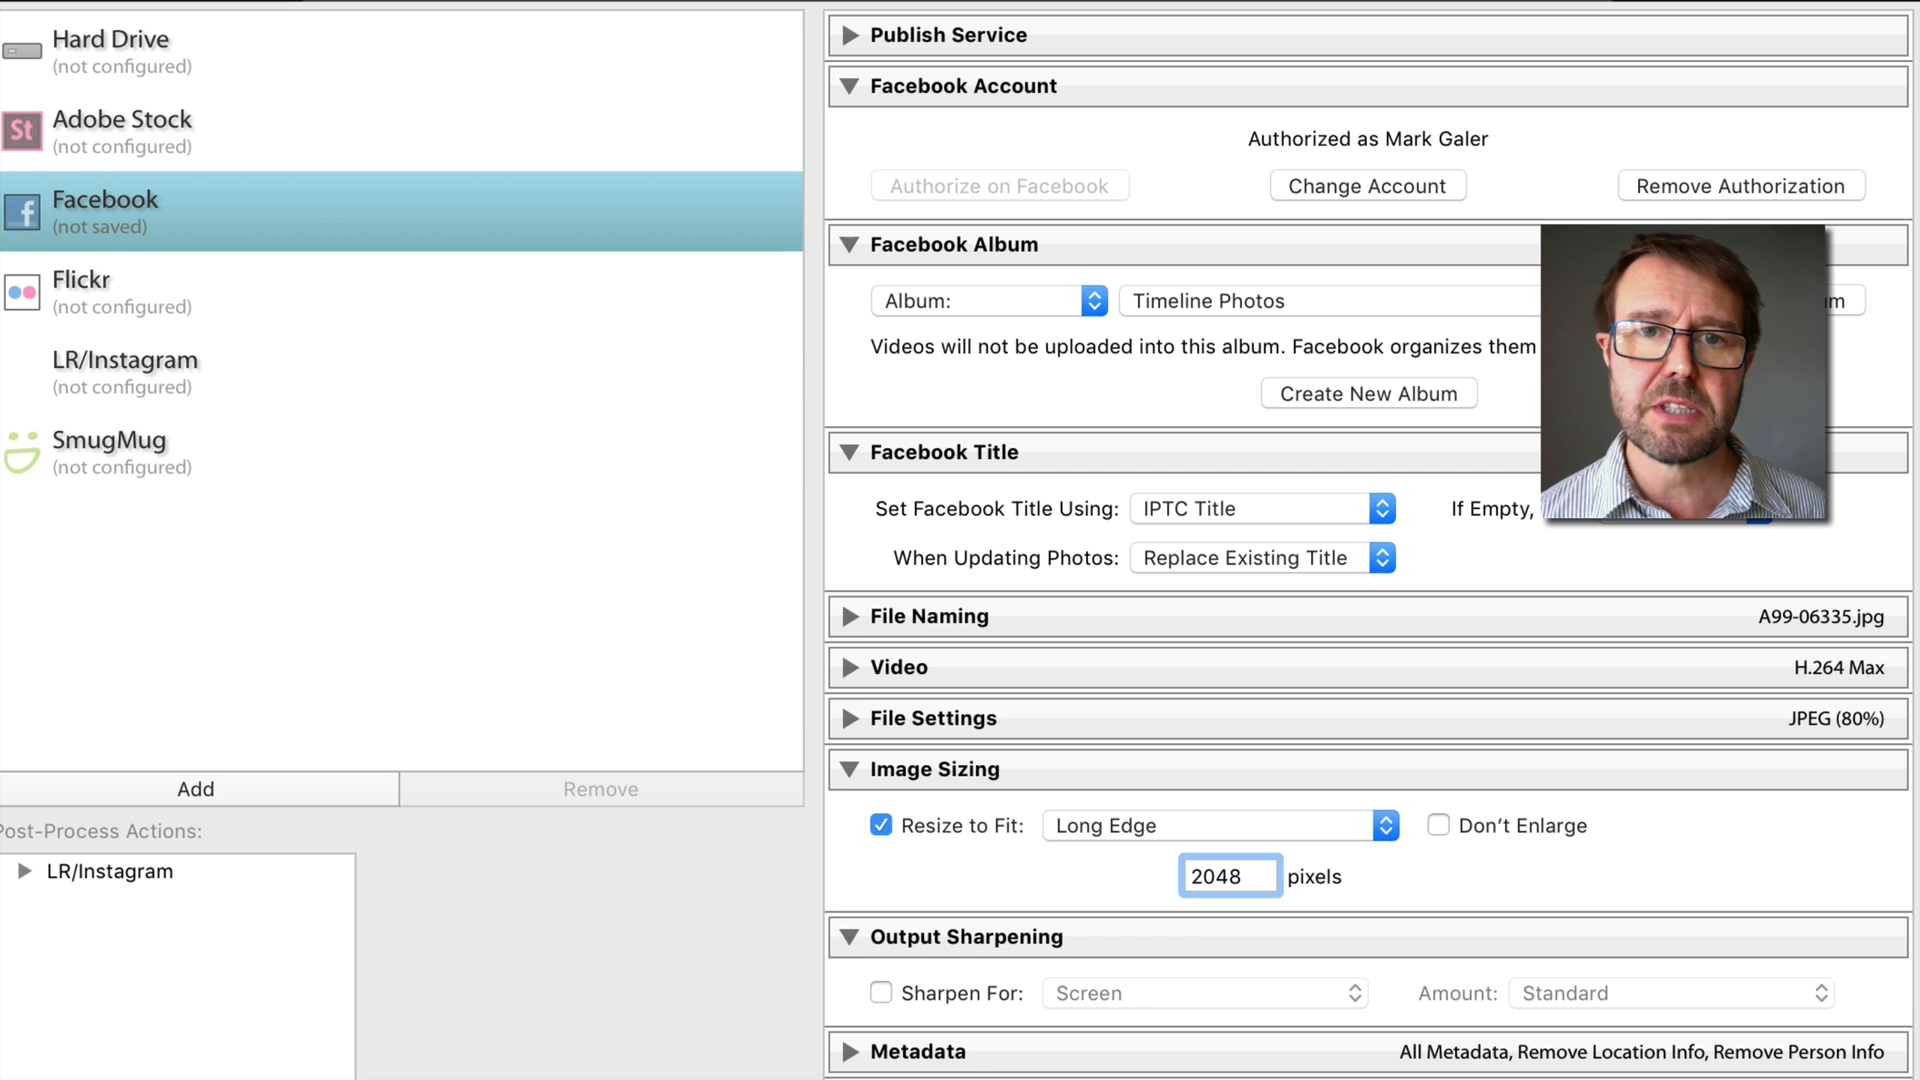 Hard Drive
(not configured)
St
Adobe Stock
(not configured)
f
Facebook
(not saved)
Flickr
(not configured)
LR/Instagram
(not configured)
SmugMug
(not configured)
Add
Remove
Post-Process Actions:
LR/Instagram
Publish Service
Facebook Account
Authorized as Mark Galer
Authorize on Facebook
Change Account
Remove Authorization
Facebook Album
Album:
Timeline Photos
Videos will not be uploaded into this album. Facebook organizes them
Create New Album
Facebook Title
Set Facebook Title Using: IPTC Title If Empty,
When Updating Photos: Replace Existing Title
File Naming A99-06335.jpg
Video H.264 Max
File Settings JPEG (80%)
Image Sizing
Resize to Fit: Long Edge Don't Enlarge
2048 pixels
Output Sharpening
Sharpen For: Screen Amount: Standard
Metadata All Metadata, Remove Location Info, Remove Person Info